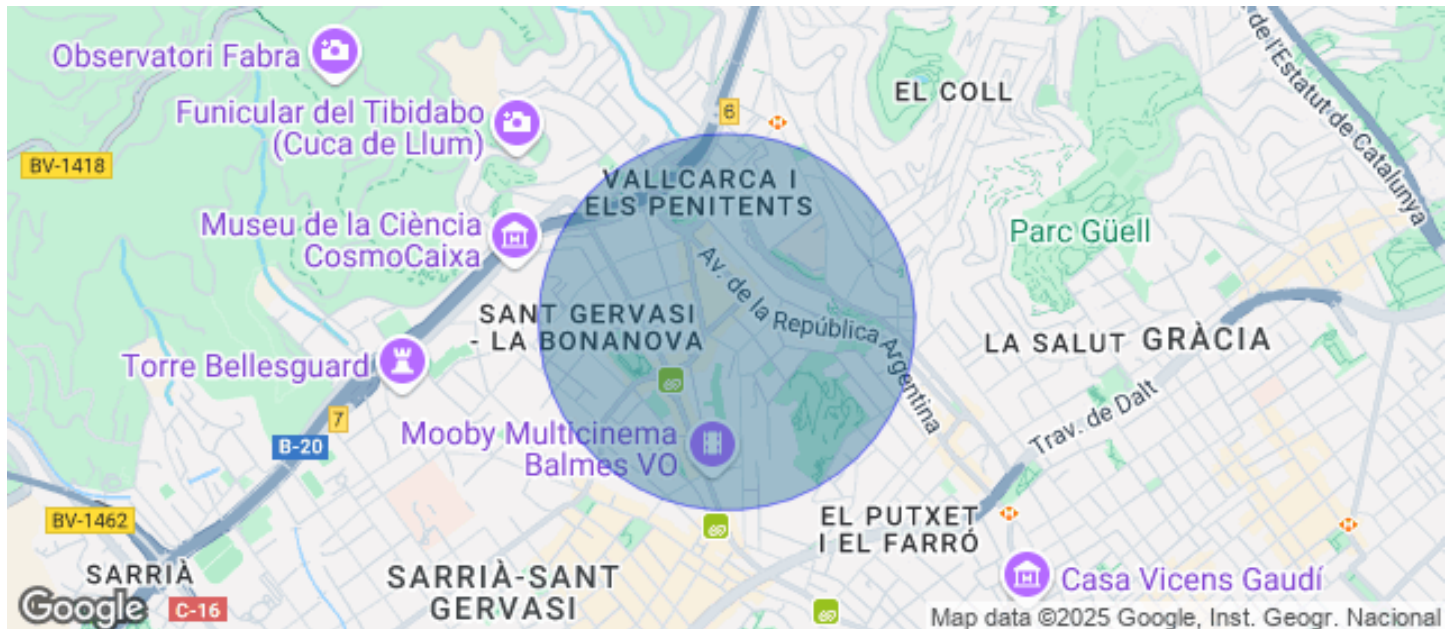 Observatori Fabra
Funicular del Tibidabo
(Cuca de Llum)
6
EL COLL
de l'Estatut de Catalunya
BV-1418
VALLCARCA I
ELS PENITENTS
Museu de la Ciència
CosmoCaixa
Parc Güell
Av. de la República Argentina
SANT GERVASI
- LA BONANOVA
LA SALUT
GRÀCIA
Torre Bellesguard
7
B-20
Mooby Multicinema
Balmes VO
Trav. de Dalt
BV-1462
EL PUTXET
I EL FARRÓ
SARRIÀ
SARRIÀ-SANT
GERVASI
Casa Vicens Gaudí
Google
C-16
Map data ©2025 Google, Inst. Geogr. Nacional